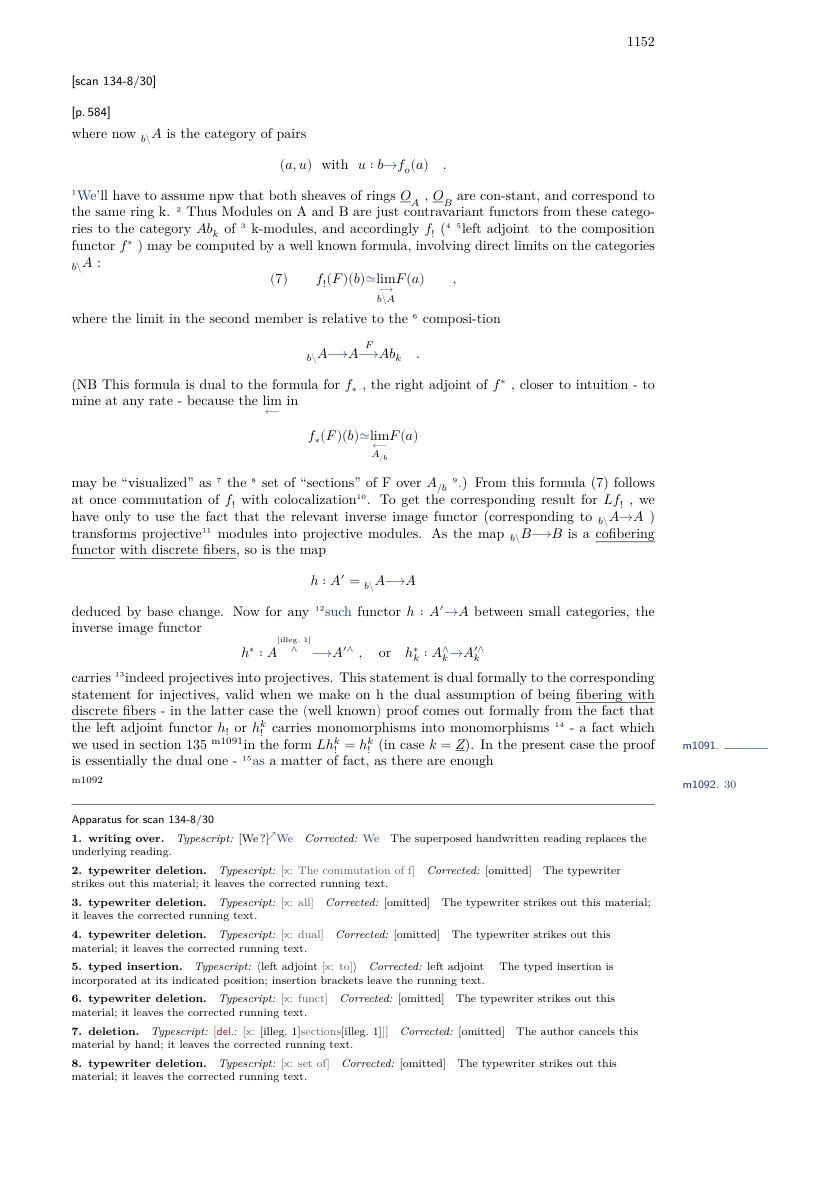 1152
[scan 134-8/30]
[p. 584]
where now b\A is the category of pairs
(a, u) with u : b→fo(a) .
¹We'll have to assume npw that both sheaves of rings O_A , O_B are con-stant, and correspond to
the same ring k. ² Thus Modules on A and B are just contravariant functors from these catego-
ries to the category Ab_k of ³ k-modules, and accordingly f_! (⁴ ⁵left adjoint to the composition
functor f* ) may be computed by a well known formula, involving direct limits on the categories
b\A :
(7) f_!(F)(b)≃lim F(a) ,
→
b\A
where the limit in the second member is relative to the ⁶ composi-tion
b\A⟶A⟶Ab_k .
F
(NB This formula is dual to the formula for f_* , the right adjoint of f* , closer to intuition - to
mine at any rate - because the lim in
←
f_*(F)(b)≃lim F(a)
←
A/b
may be “visualized” as ⁷ the ⁸ set of “sections” of F over A/b ⁹.) From this formula (7) follows
at once commutation of f_! with colocalization¹⁰. To get the corresponding result for Lf_! , we
have only to use the fact that the relevant inverse image functor (corresponding to b\A→A )
transforms projective¹¹ modules into projective modules. As the map b\B⟶B is a cofibering
functor with discrete fibers, so is the map
h : A′ = b\A⟶A
deduced by base change. Now for any ¹²such functor h : A′→A between small categories, the
inverse image functor
[illeg. 1]
h* : A^⟶A′^ , or h*_k : A^_k→A′^_k
carries ¹³indeed projectives into projectives. This statement is dual formally to the corresponding
statement for injectives, valid when we make on h the dual assumption of being fibering with
discrete fibers - in the latter case the (well known) proof comes out formally from the fact that
the left adjoint functor h_! or h_!^k carries monomorphisms into monomorphisms ¹⁴ - a fact which
we used in section 135 m1091in the form Lh_!^k = h_!^k (in case k = Z). In the present case the proof
m1091.
is essentially the dual one - ¹⁵as a matter of fact, as there are enough
m1092
m1092. 30
Apparatus for scan 134-8/30
1. writing over. Typescript: [We?]↗We Corrected: We The superposed handwritten reading replaces the
underlying reading.
2. typewriter deletion. Typescript: [x: The commutation of f] Corrected: [omitted] The typewriter
strikes out this material; it leaves the corrected running text.
3. typewriter deletion. Typescript: [x: all] Corrected: [omitted] The typewriter strikes out this material;
it leaves the corrected running text.
4. typewriter deletion. Typescript: [x: dual] Corrected: [omitted] The typewriter strikes out this
material; it leaves the corrected running text.
5. typed insertion. Typescript: ⟨left adjoint [x: to]⟩ Corrected: left adjoint The typed insertion is
incorporated at its indicated position; insertion brackets leave the running text.
6. typewriter deletion. Typescript: [x: funct] Corrected: [omitted] The typewriter strikes out this
material; it leaves the corrected running text.
7. deletion. Typescript: [del.: [x: [illeg. 1]sections[illeg. 1]]] Corrected: [omitted] The author cancels this
material by hand; it leaves the corrected running text.
8. typewriter deletion. Typescript: [x: set of] Corrected: [omitted] The typewriter strikes out this
material; it leaves the corrected running text.